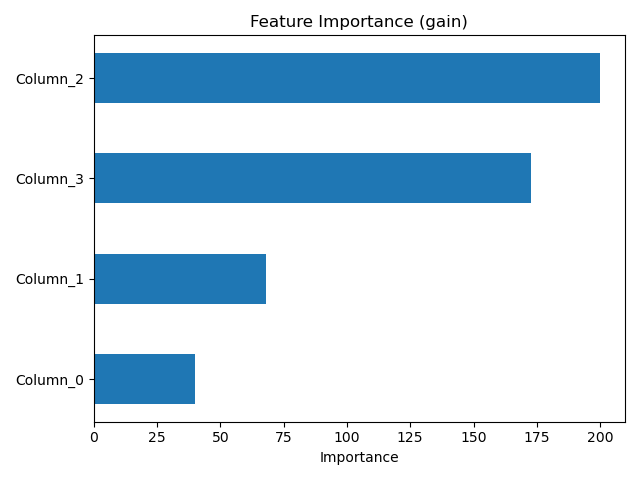 Feature Importance (gain)
Column_2
Column_3
Column_1
Column_0
0 25 50 75 100 125 150 175 200
Importance